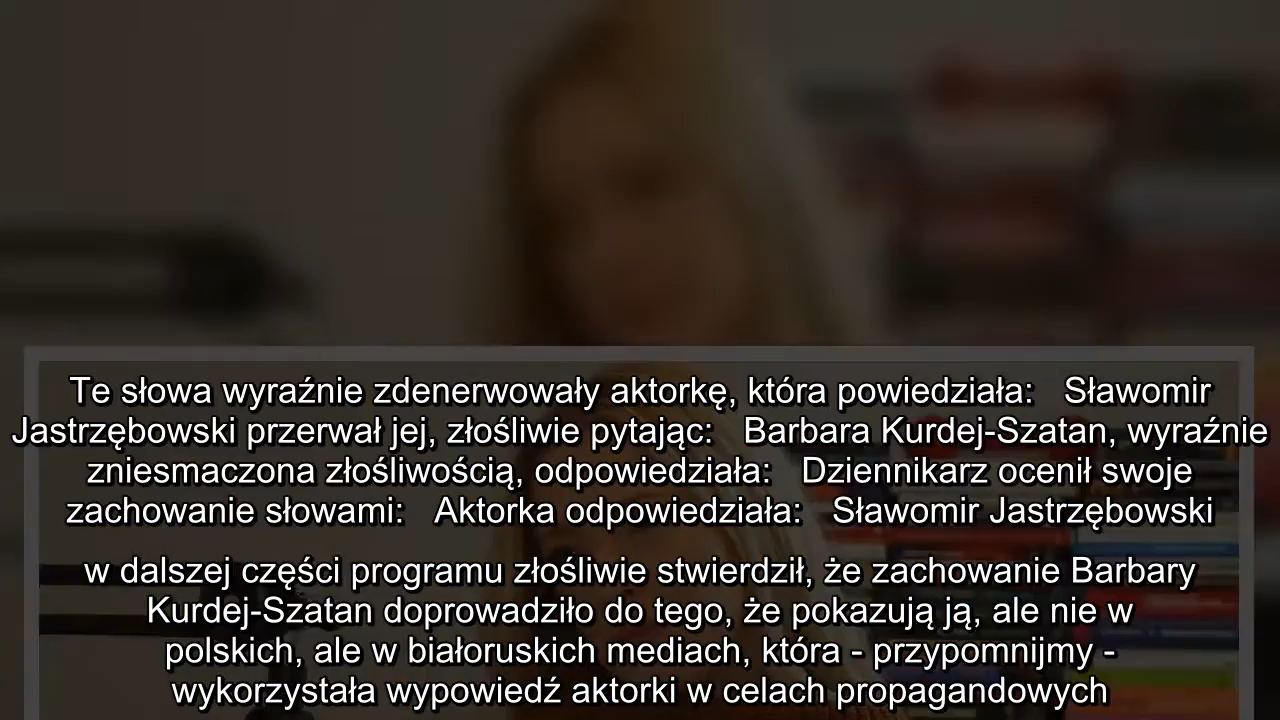 Te słowa wyraźnie zdenerwowały aktorkę, która powiedziała: Sławomir
Jastrzębowski przerwał jej, złośliwie pytając: Barbara Kurdej-Szatan, wyraźnie
zniesmaczona złośliwością, odpowiedziała: Dziennikarz ocenił swoje
zachowanie słowami: Aktorka odpowiedziała: Sławomir Jastrzębowski
w dalszej części programu złośliwie stwierdził, że zachowanie Barbary
Kurdej-Szatan doprowadziło do tego, że pokazują ją, ale nie w
polskich, ale w białoruskich mediach, która - przypomnijmy -
wykorzystała wypowiedź aktorki w celach propagandowych